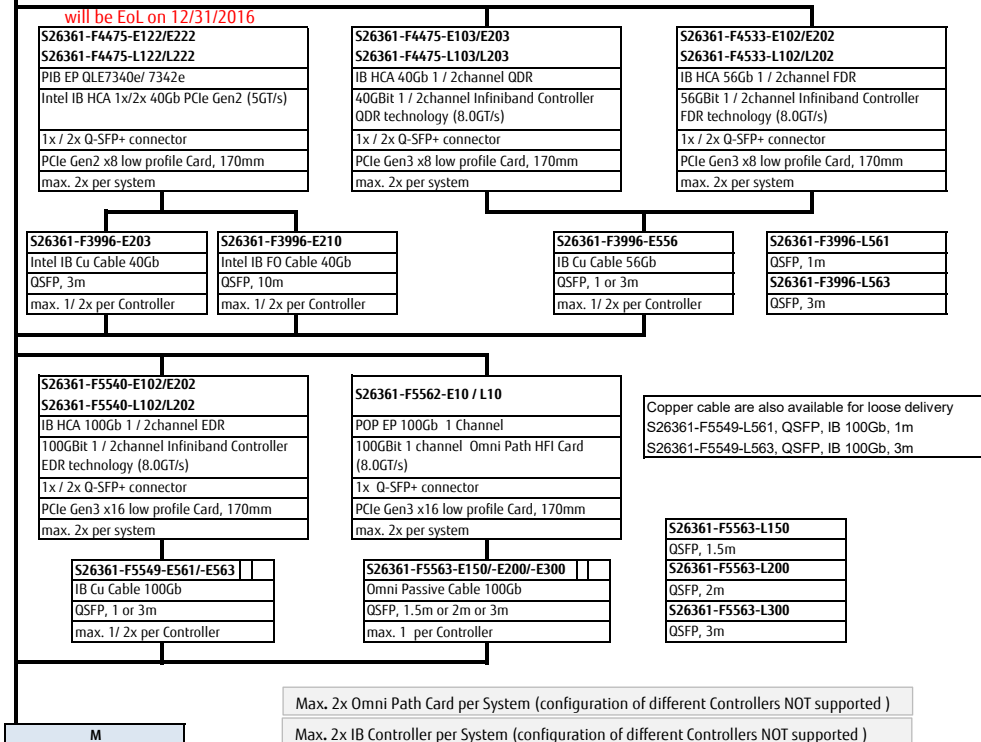 will be EoL on 12/31/2016
S26361-F4475-E122/E222
S26361-F4475-L122/L222
PIB EP QLE7340e/ 7342e
Intel IB HCA 1x/2x 40Gb PCIe Gen2 (5GT/s)
1x / 2x Q-SFP+ connector
PCIe Gen2 x8 low profile Card, 170mm
max. 2x per system
S26361-F4475-E103/E203
S26361-F4475-L103/L203
IB HCA 40Gb 1 / 2channel QDR
40GBit 1 / 2channel Infiniband Controller
QDR technology (8.0GT/s)
1x / 2x Q-SFP+ connector
PCIe Gen3 x8 low profile Card, 170mm
max. 2x per system
S26361-F4533-E102/E202
S26361-F4533-L102/L202
IB HCA 56Gb 1 / 2channel FDR
56GBit 1 / 2channel Infiniband Controller
FDR technology (8.0GT/s)
1x / 2x Q-SFP+ connector
PCIe Gen3 x8 low profile Card, 170mm
max. 2x per system
S26361-F3996-E203
Intel IB Cu Cable 40Gb
QSFP, 3m
max. 1/ 2x per Controller
S26361-F3996-E210
Intel IB FO Cable 40Gb
QSFP, 10m
max. 1/ 2x per Controller
S26361-F3996-E556
IB Cu Cable 56Gb
QSFP, 1 or 3m
max. 1/ 2x per Controller
S26361-F3996-L561
QSFP, 1m
S26361-F3996-L563
QSFP, 3m
S26361-F5540-E102/E202
S26361-F5540-L102/L202
IB HCA 100Gb 1 / 2channel EDR
100GBit 1 / 2channel Infiniband Controller
EDR technology (8.0GT/s)
1x / 2x Q-SFP+ connector
PCIe Gen3 x16 low profile Card, 170mm
max. 2x per system
S26361-F5562-E10 / L10
POP EP 100Gb 1 Channel
100GBit 1 channel Omni Path HFI Card
(8.0GT/s)
1x Q-SFP+ connector
PCIe Gen3 x16 low profile Card, 170mm
max. 2x per system
Copper cable are also available for loose delivery
S26361-F5549-L561, QSFP, IB 100Gb, 1m
S26361-F5549-L563, QSFP, IB 100Gb, 3m
S26361-F5549-E561/-E563
IB Cu Cable 100Gb
QSFP, 1 or 3m
max. 1/ 2x per Controller
S26361-F5563-E150/-E200/-E300
Omni Passive Cable 100Gb
QSFP, 1.5m or 2m or 3m
max. 1 per Controller
S26361-F5563-L150
QSFP, 1.5m
S26361-F5563-L200
QSFP, 2m
S26361-F5563-L300
QSFP, 3m
Max. 2x Omni Path Card per System (configuration of different Controllers NOT supported )
M
Max. 2x IB Controller per System (configuration of different Controllers NOT supported )